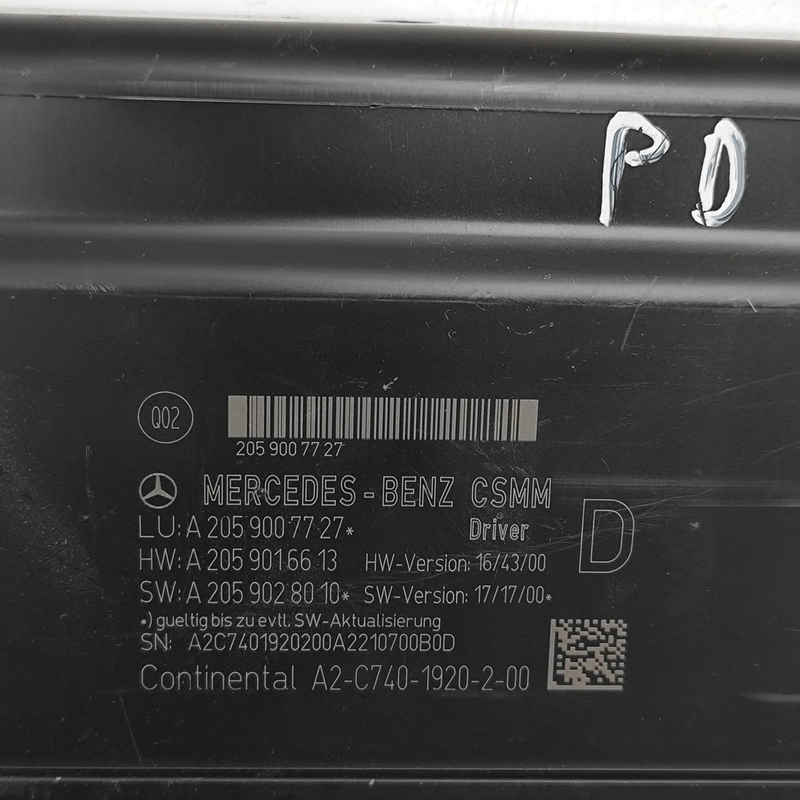 PD
Q02
205 900 77 27
MERCEDES-BENZ CSMM
LU: A 205 900 77 27* Driver
D
HW: A 205 901 66 13 HW-Version: 16/43/00
SW: A 205 902 80 10* SW-Version: 17/17/00*
*) gueltig bis zu evtl. SW-Aktualisierung
SN: A2C7401920200A2210700B0D
Continental A2-C740-1920-2-00